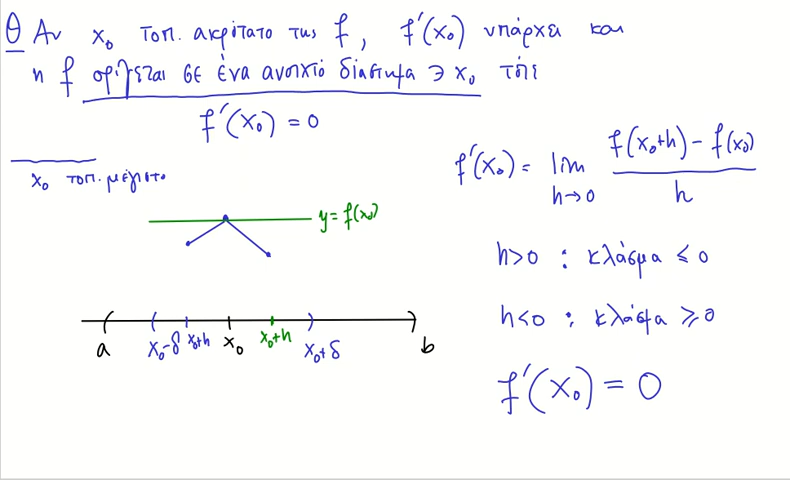 Θ Αν x₀ τοπ. ακρότατο της f, f'(x₀) υπάρχει και
η f ορίζεται σε ένα ανοιχτό διάστημα ∋ x₀ τότε
f'(x₀) = 0
x₀ τοπ. μέγιστο
y = f(x₀)
a x₀-δ x₀+h x₀ x₀+h x₀+δ b
f'(x₀) = lim h→0 f(x₀+h) - f(x₀) / h
h>0 : κλάσμα ≤ 0
h<0 : κλάσμα ≥ 0
f'(x₀) = 0